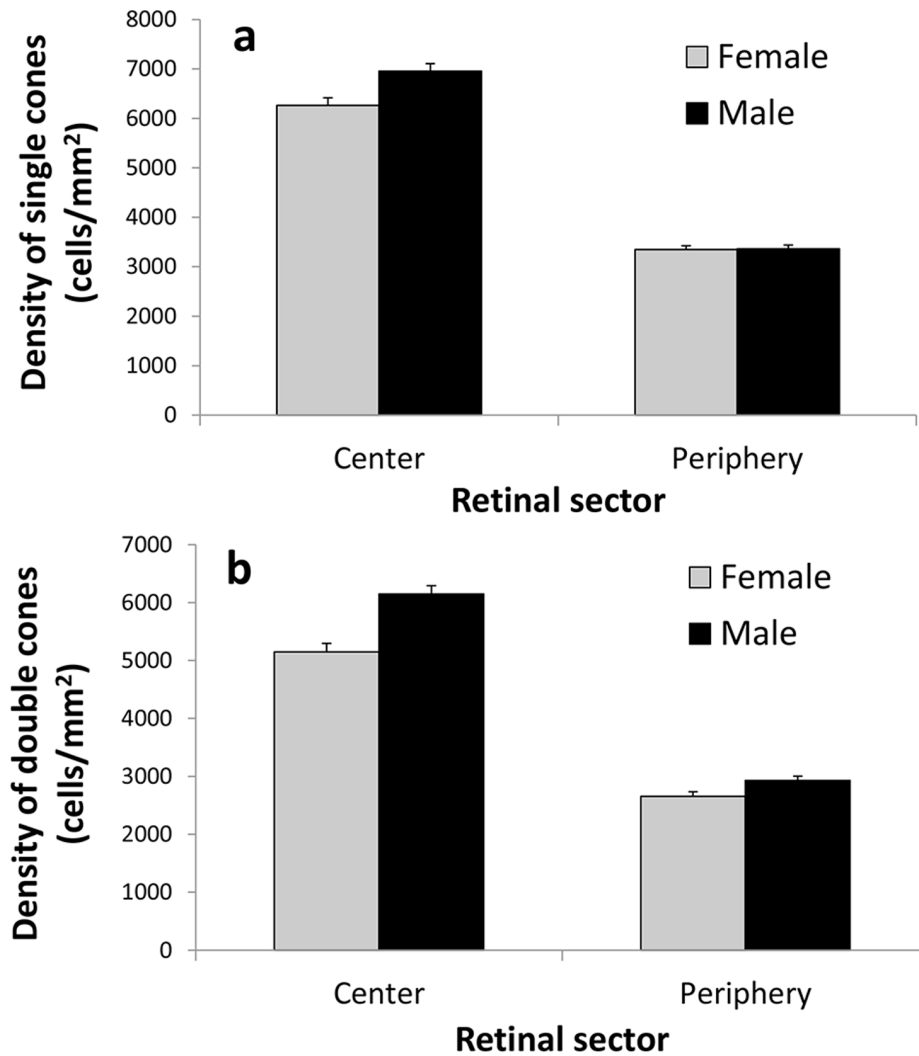 a
Female
Male
Density of single cones
(cells/mm²)
8000
7000
6000
5000
4000
3000
2000
1000
0
Center
Periphery
Retinal sector
b
Female
Male
Density of double cones
(cells/mm²)
7000
6000
5000
4000
3000
2000
1000
0
Center
Periphery
Retinal sector